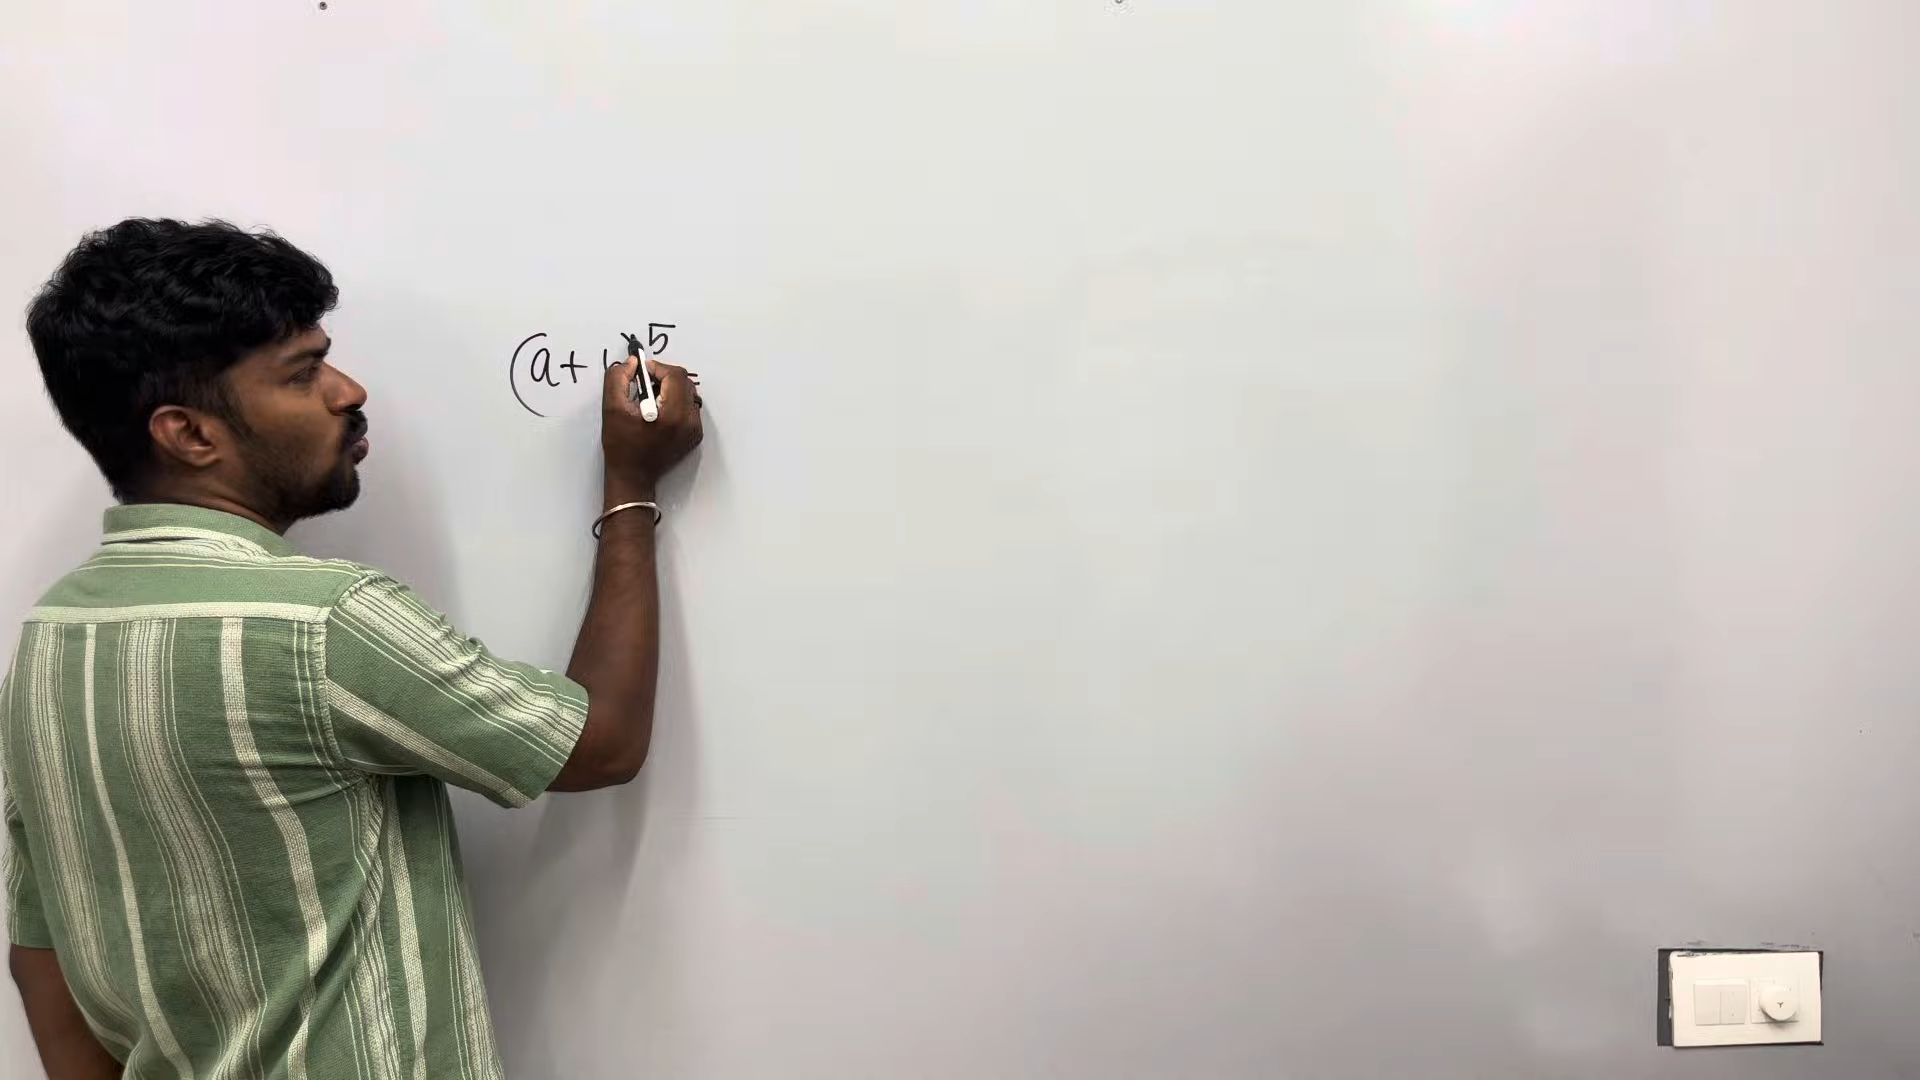 (a + b)⁵ =